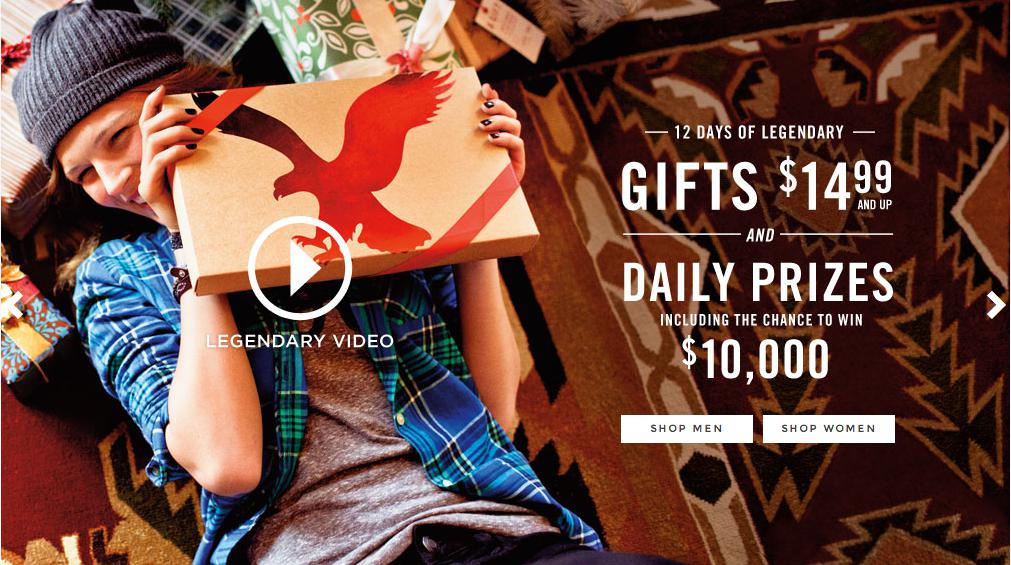 12 DAYS OF LEGENDARY
GIFTS $14 99
AND UP
AND
DAILY PRIZES
INCLUDING THE CHANCE TO WIN
$10,000
SHOP MEN SHOP WOMEN
LEGENDARY VIDEO